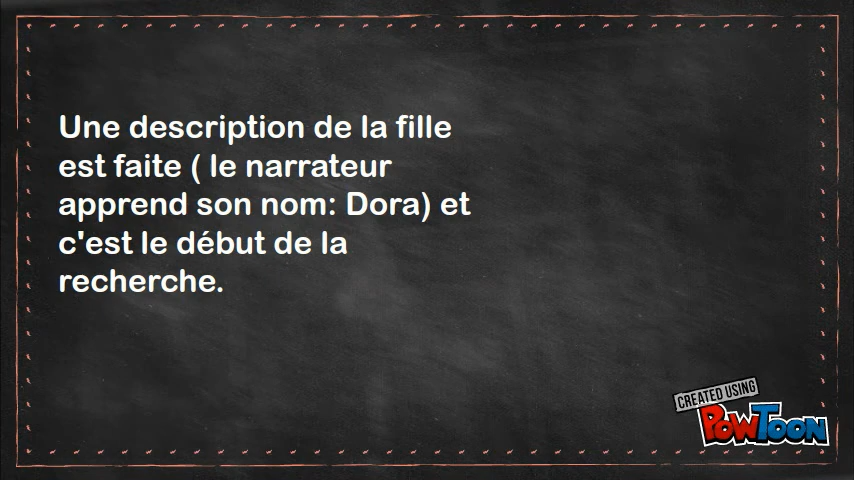 Une description de la fille
est faite ( le narrateur
apprend son nom: Dora) et
c'est le début de la
recherche.
CREATED USING
POWTOON